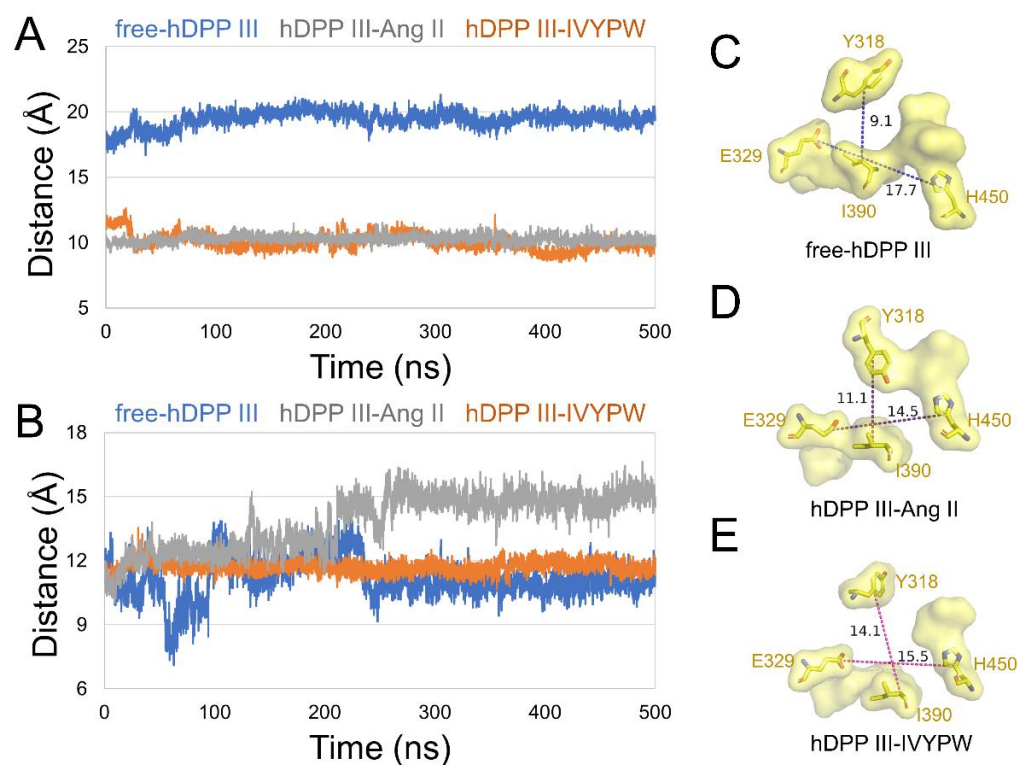 A
free-hDPP III hDPP III-Ang II hDPP III-IVYPW
Distance (Å)
25
20
15
10
5
0 100 200 300 400 500
Time (ns)
B
free-hDPP III hDPP III-Ang II hDPP III-IVYPW
Distance (Å)
18
15
12
9
6
0 100 200 300 400 500
Time (ns)
C
Y318
9.1
E329
17.7
I390
H450
free-hDPP III
D
Y318
11.1
14.5
E329
H450
I390
hDPP III-Ang II
E
Y318
14.1
15.5
E329
H450
I390
hDPP III-IVYPW